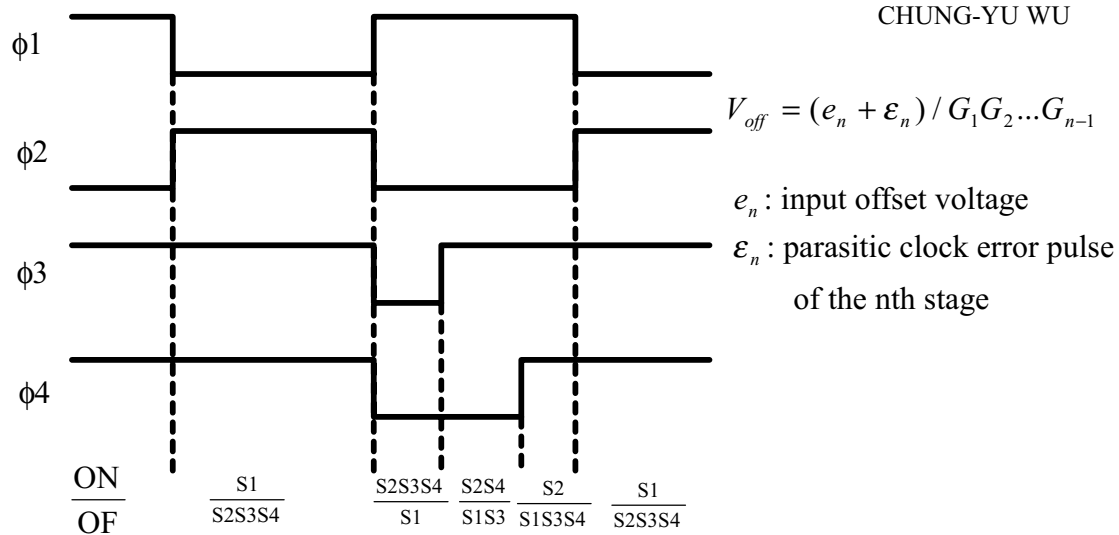 CHUNG-YU WU
ϕ1
V_off = (e_n + ε_n) / G_1G_2...G_{n-1}
ϕ2
e_n : input offset voltage
ϕ3
ε_n : parasitic clock error pulse
of the nth stage
ϕ4
ON
OF
S1
S2S3S4
S2S3S4
S1
S2S4
S1S3
S2
S1S3S4
S1
S2S3S4